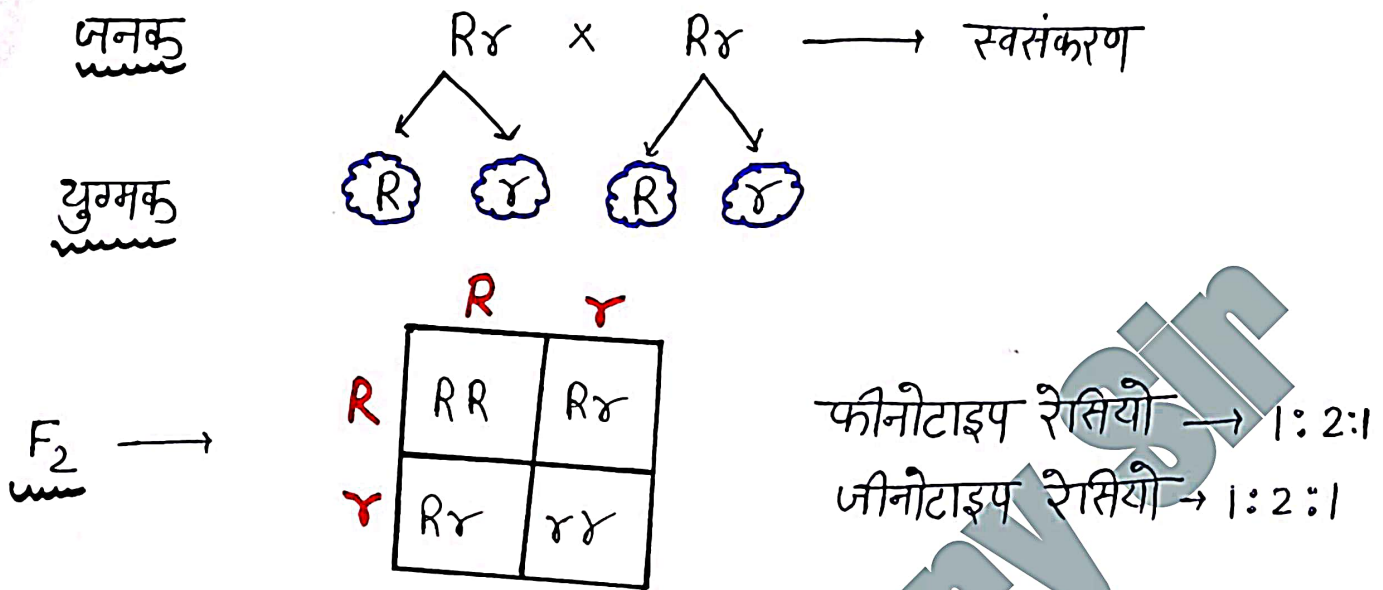 जनक Rr × Rr → स्वसंकरण
युग्मक R r R r
R r
R RR Rr
F₂ → फीनोटाइप रेसियो → 1:2:1
जीनोटाइप रेसियो → 1:2:1
r Rr rr
Sir